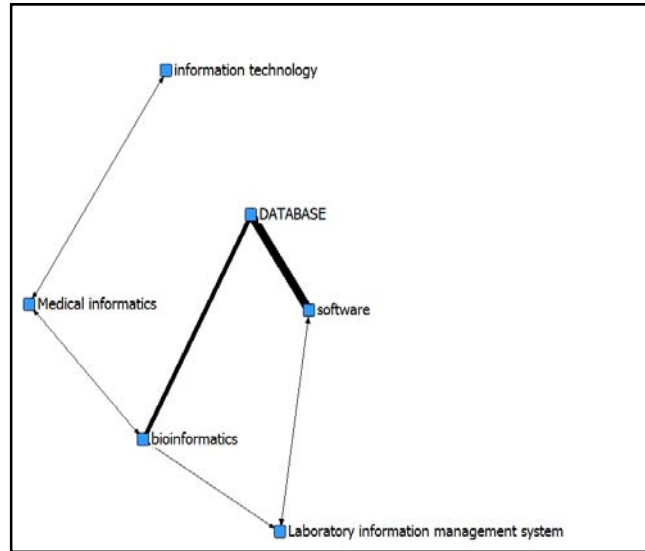 information technology
DATABASE
Medical informatics
software
bioinformatics
Laboratory information management system